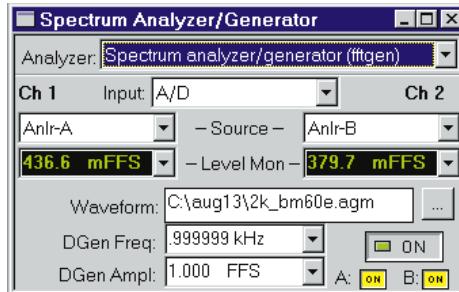 Spectrum Analyzer/Generator
Analyzer: Spectrum analyzer/generator (fftgen)
Ch 1 Input: A/D Ch 2
Anlr-A – Source – Anlr-B
436.6 mFFS – Level Mon – 379.7 mFFS
Waveform: C:\aug13\2k_bm60e.agm ...
DGen Freq: .999999 kHz ON
DGen Ampl: 1.000 FFS A: ON B: ON